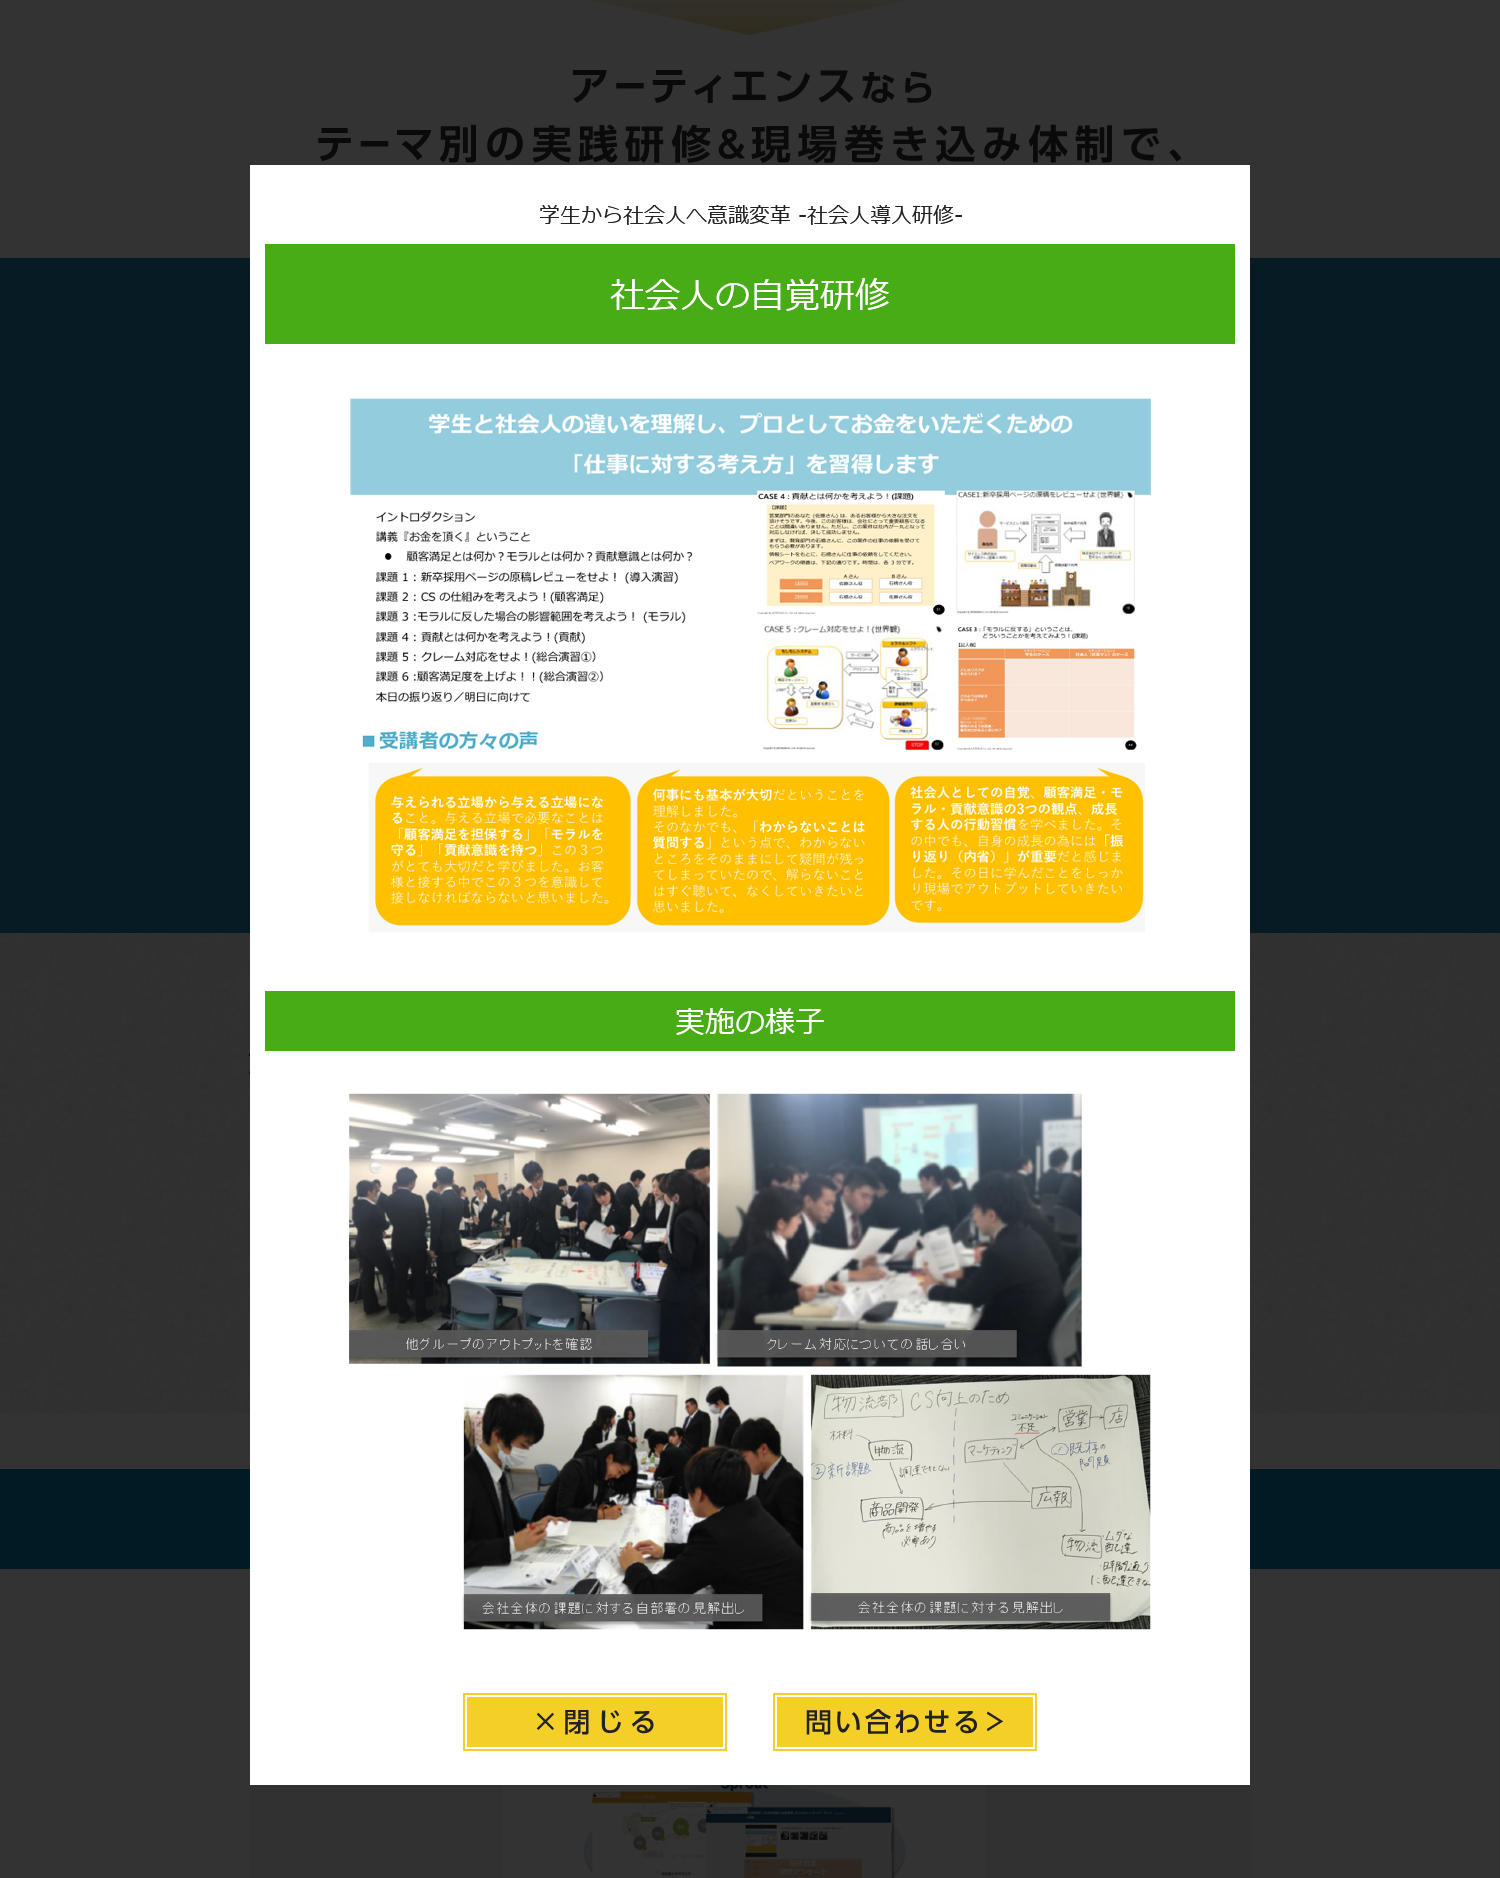 アーティエンスなら
テーマ別の実践研修&現場巻き込み体制で、
学生から社会人へ意識変革 -社会人導入研修-
社会人の自覚研修
学生と社会人の違いを理解し、プロとしてお金をいただくための
「仕事に対する考え方」を習得します
イントロダクション
講義『お金を頂く』ということ
● 顧客満足とは何か？モラルとは何か？貢献意識とは何か？
課題 1：新卒採用ページの原稿レビューをせよ！ (導入演習)
課題 2：CS の仕組みを考えよう！(顧客満足)
課題 3 :モラルに反した場合の影響範囲を考えよう！ (モラル)
課題 4：貢献とは何かを考えよう！(貢献)
課題 5：クレーム対応をせよ！(総合演習①)
課題 6 :顧客満足度を上げよ！！(総合演習②)
本日の振り返り／明日に向けて
CASE 4：貢献とは何かを考えよう！(課題)
CASE1:新卒採用ページの原稿をレビューせよ (世界観)
CASE 5 :クレーム対応をせよ！(世界観)
STOP
CASE 3：「モラルに反する」ということは、
どういうことかを考えてみよう！(課題)
■ 受講者の方々の声
与えられる立場から与える立場にな
ること。与える立場で必要なことは
「顧客満足を担保する」「モラルを
守る」「貢献意識を持つ」この３つ
がとても大切だと学びました。お客
様と接する中でこの３つを意識して
接しなければならないと思いました。
何事にも基本が大切だということを
理解しました。
そのなかでも、「わからないことは
質問する」という点で、わからない
ところをそのままにして疑問が残っ
てしまっていたので、解らないこと
はすぐ聴いて、なくしていきたいと
思いました。
社会人としての自覚、顧客満足・モ
ラル・貢献意識の3つの観点、成長
する人の行動習慣を学べました。そ
の中でも、自身の成長の為には「振
り返り（内省）」が重要だと感じま
した。その日に学んだことをしっか
り現場でアウトプットしていきたい
です。
実施の様子
他グループのアウトプットを確認
クレーム対応についての話し合い
会社全体の課題に対する自部署の見解出し
物流部 CS向上のため
コミュニケーション
不足
営業
店
材料
物流
マーケティング
①既存の
問題
②新課題
広報
商品開発
商品を増やす
必要あり
物流
会社全体の課題に対する見解出し
×閉じる
問い合わせる＞
Sprout